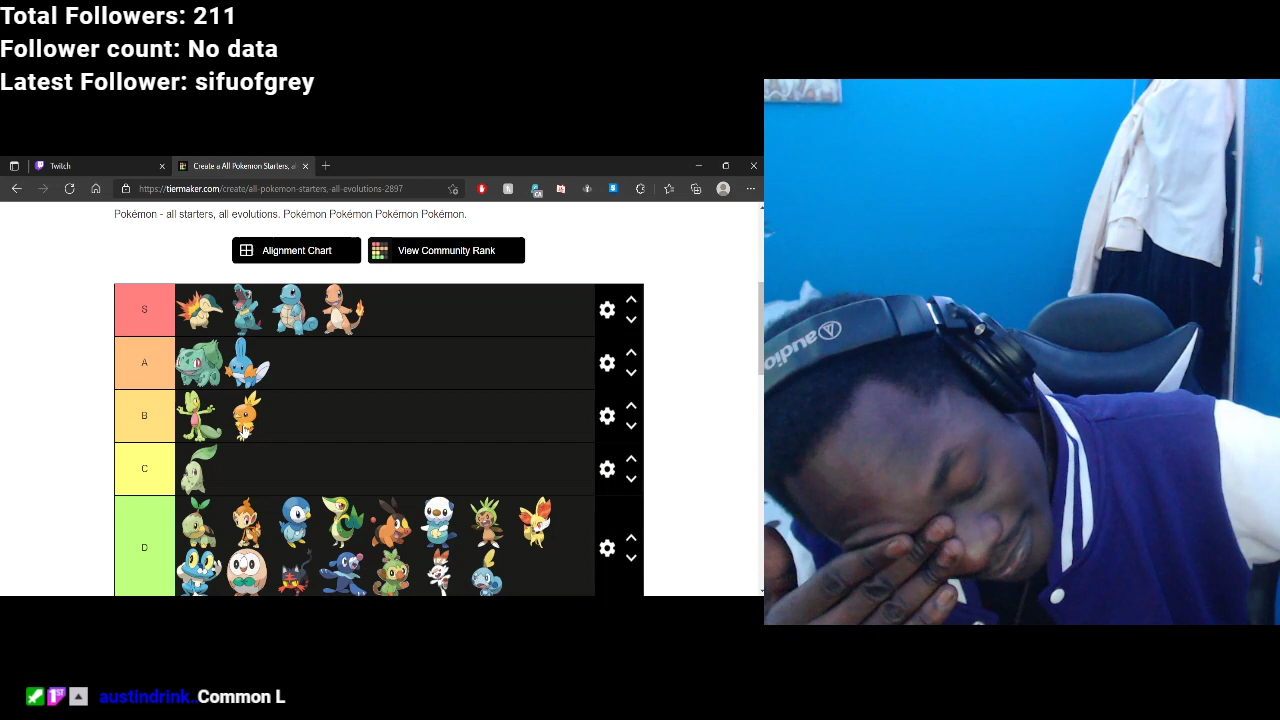 Total Followers: 211
Follower count: No data
Latest Follower: sifuofgrey
Twitch
Create a All Pokemon Starters, a
https://tiermaker.com/create/all-pokemon-starters,-all-evolutions-2897
Pokémon - all starters, all evolutions. Pokémon Pokémon Pokémon Pokémon.
Alignment Chart
View Community Rank
S
A
B
C
D
audio
1ST
austindrink..Common L